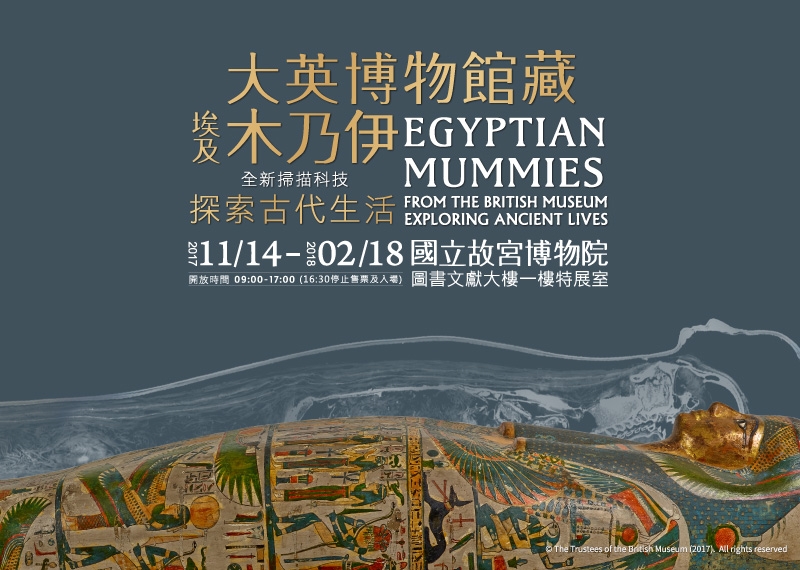 大英博物館藏
埃及木乃伊
EGYPTIAN
MUMMIES
全新掃描科技
探索古代生活
FROM THE BRITISH MUSEUM
EXPLORING ANCIENT LIVES
2017 11/14-2018 02/18 國立故宮博物院
開放時間 09:00-17:00 (16:30停止售票及入場) 圖書文獻大樓一樓特展室
© The Trustees of the British Museum (2017). All rights reserved